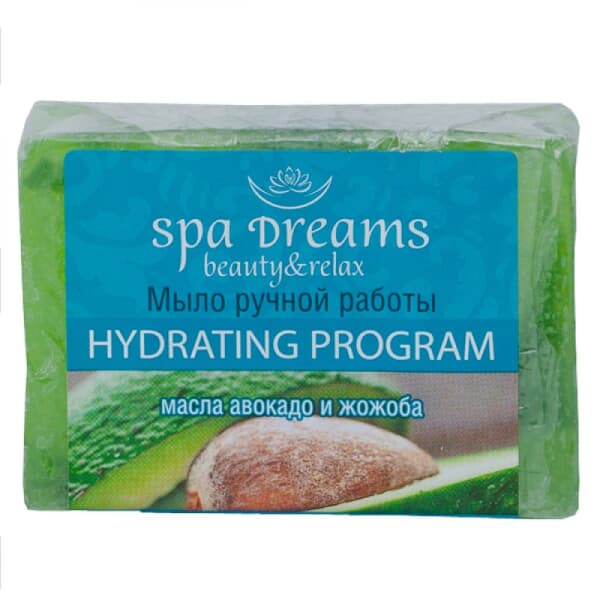 spa Dreams
beauty&relax
Мыло ручной работы
HYDRATING PROGRAM
масла авокадо и жожоба